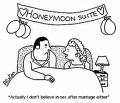 HONEYMOON SUITE
"Actually I don't believe in sex after marriage either"